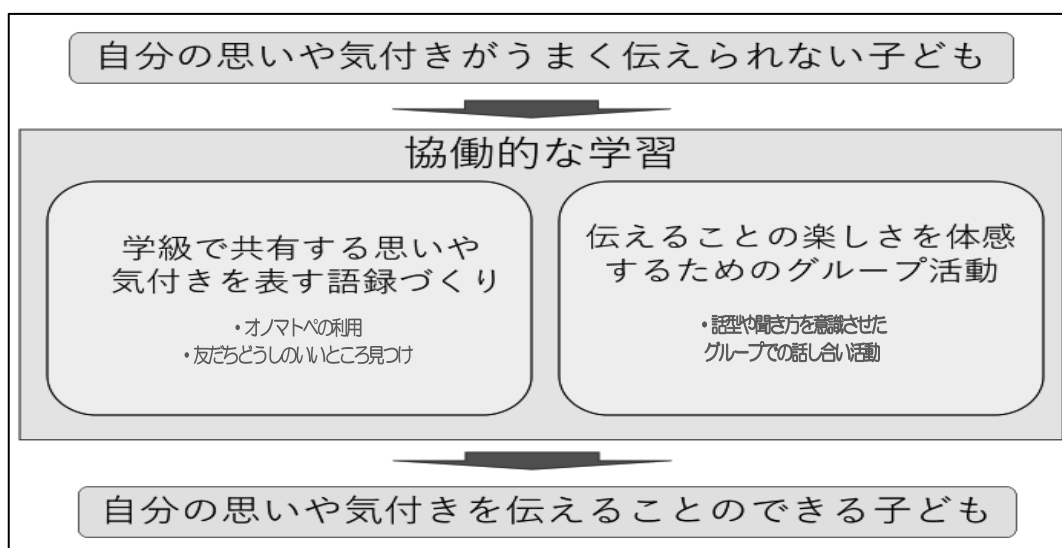 自分の思いや気付きがうまく伝えられない子ども
協働的な学習
学級で共有する思いや
気付きを表す語録づくり
・オノマトペの利用
・友だちどうしのいいところ見つけ
伝えることの楽しさを体感
するためのグループ活動
・話型や聞き方を意識させた
グループでの話し合い活動
自分の思いや気付きを伝えることのできる子ども